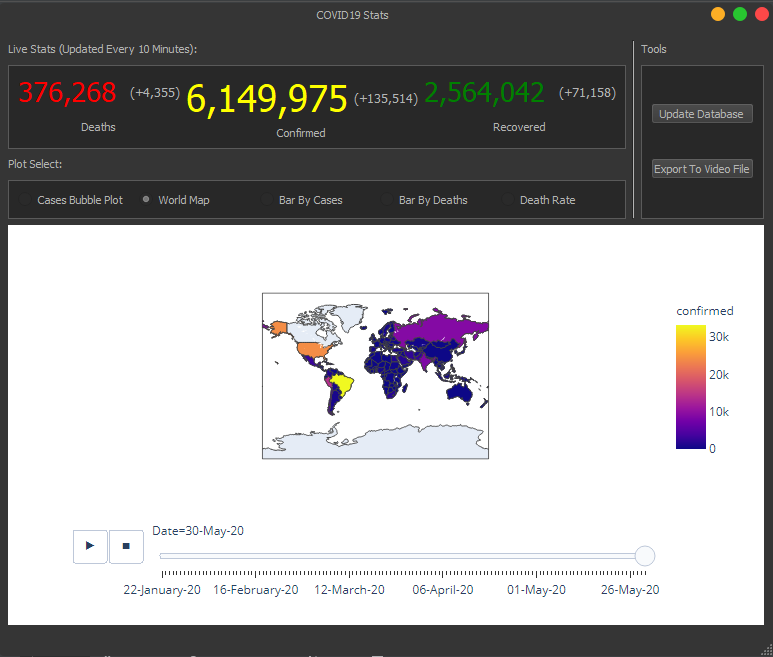 COVID19 Stats
Live Stats (Updated Every 10 Minutes):
Tools
376,268 (+4,355) 6,149,975 (+135,514) 2,564,042 (+71,158)
Deaths Confirmed Recovered
Update Database
Export To Video File
Plot Select:
Cases Bubble Plot World Map Bar By Cases Bar By Deaths Death Rate
confirmed
30k
20k
10k
0
Date=30-May-20
22-January-20 16-February-20 12-March-20 06-April-20 01-May-20 26-May-20